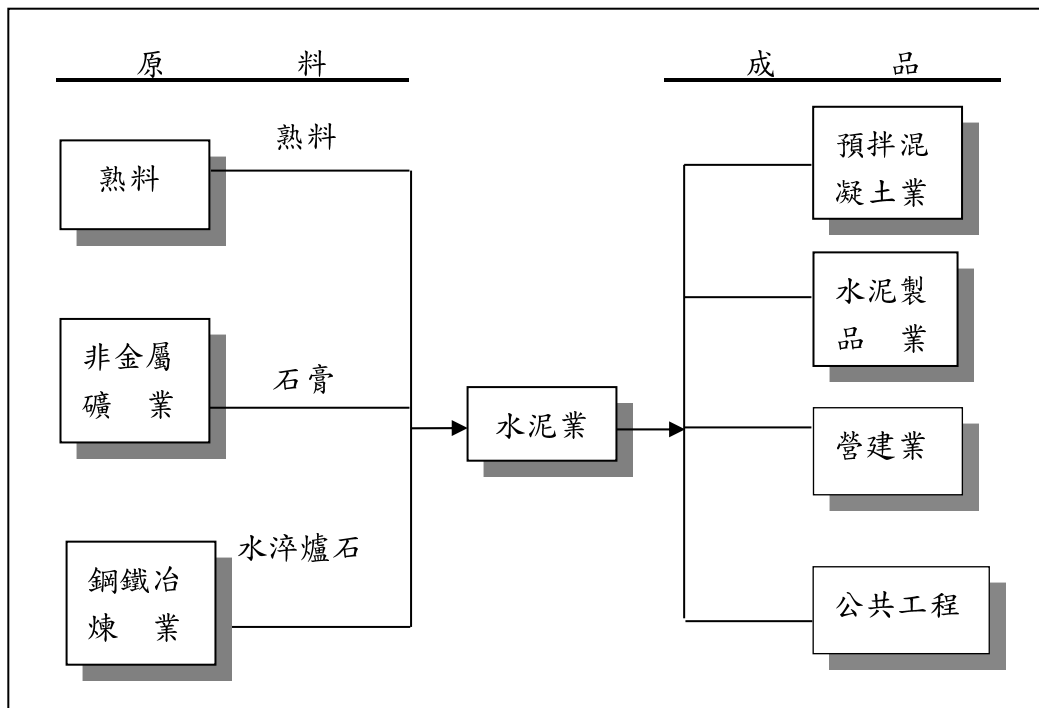 原 料
成 品
熟料
熟料
非金屬
礦 業
石膏
鋼鐵冶
煉 業
水淬爐石
水泥業
預拌混
凝土業
水泥製
品 業
營建業
公共工程